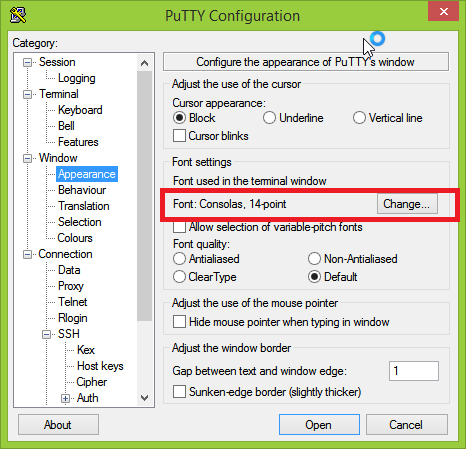 PuTTY Configuration
Category:
Session
Logging
Terminal
Keyboard
Bell
Features
Window
Appearance
Behaviour
Translation
Selection
Colours
Connection
Data
Proxy
Telnet
Rlogin
SSH
Kex
Host keys
Cipher
Auth
Configure the appearance of PuTTY's window
Adjust the use of the cursor
Cursor appearance:
Block Underline Vertical line
Cursor blinks
Font settings
Font used in the terminal window
Font: Consolas, 14-point Change...
Allow selection of variable-pitch fonts
Font quality:
Antialiased Non-Antialiased
ClearType Default
Adjust the use of the mouse pointer
Hide mouse pointer when typing in window
Adjust the window border
Gap between text and window edge: 1
Sunken-edge border (slightly thicker)
About Open Cancel